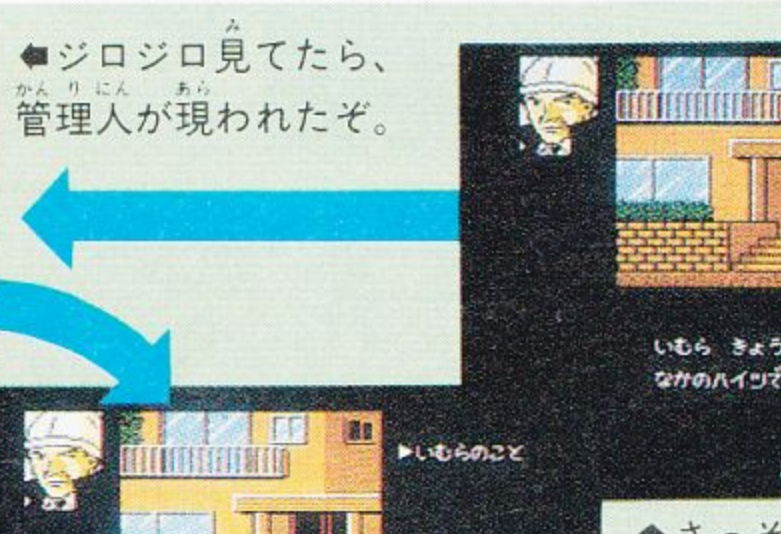 ⬅ジロジロ見てたら、
管理人が現われたぞ。
いむら きょう
なかのハイツ
▶いむらのこと